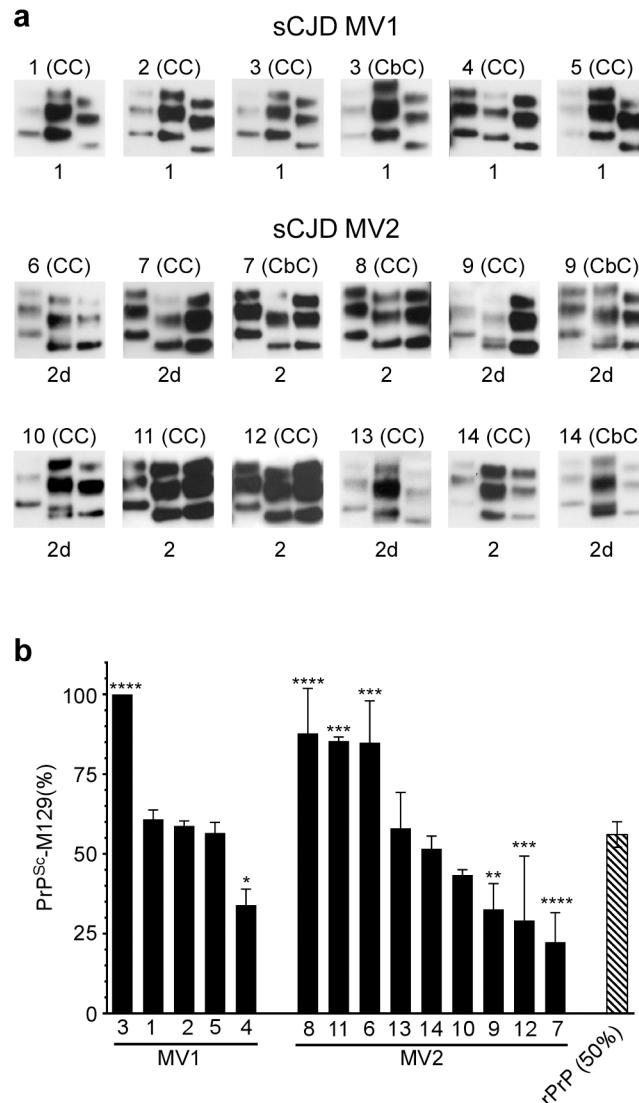 a
sCJD MV1
1 (CC) 2 (CC) 3 (CC) 3 (CbC) 4 (CC) 5 (CC)
1 1 1 1 1 1
sCJD MV2
6 (CC) 7 (CC) 7 (CbC) 8 (CC) 9 (CC) 9 (CbC)
2d 2d 2 2 2d 2d
10 (CC) 11 (CC) 12 (CC) 13 (CC) 14 (CC) 14 (CbC)
2d 2 2 2d 2 2d
b
PrPSc-M129(%)
100
75
50
25
0
**** * **** *** *** ** *** ****
3 1 2 5 4 8 11 6 13 14 10 9 12 7
MV1 MV2
rPrP (50%)